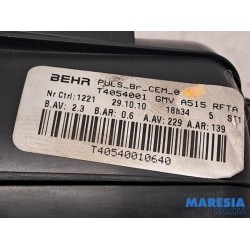 BEHR PULS_Br_CEM_0
T4054001 GMV A515 RFTA
Nr Ctrl:1221 29.10.10 18h34 5 ST1
B.AV: 2.3 B.AR: 0.6 A.AV: 229 A.AR: 139
T40540010640
MARESIA